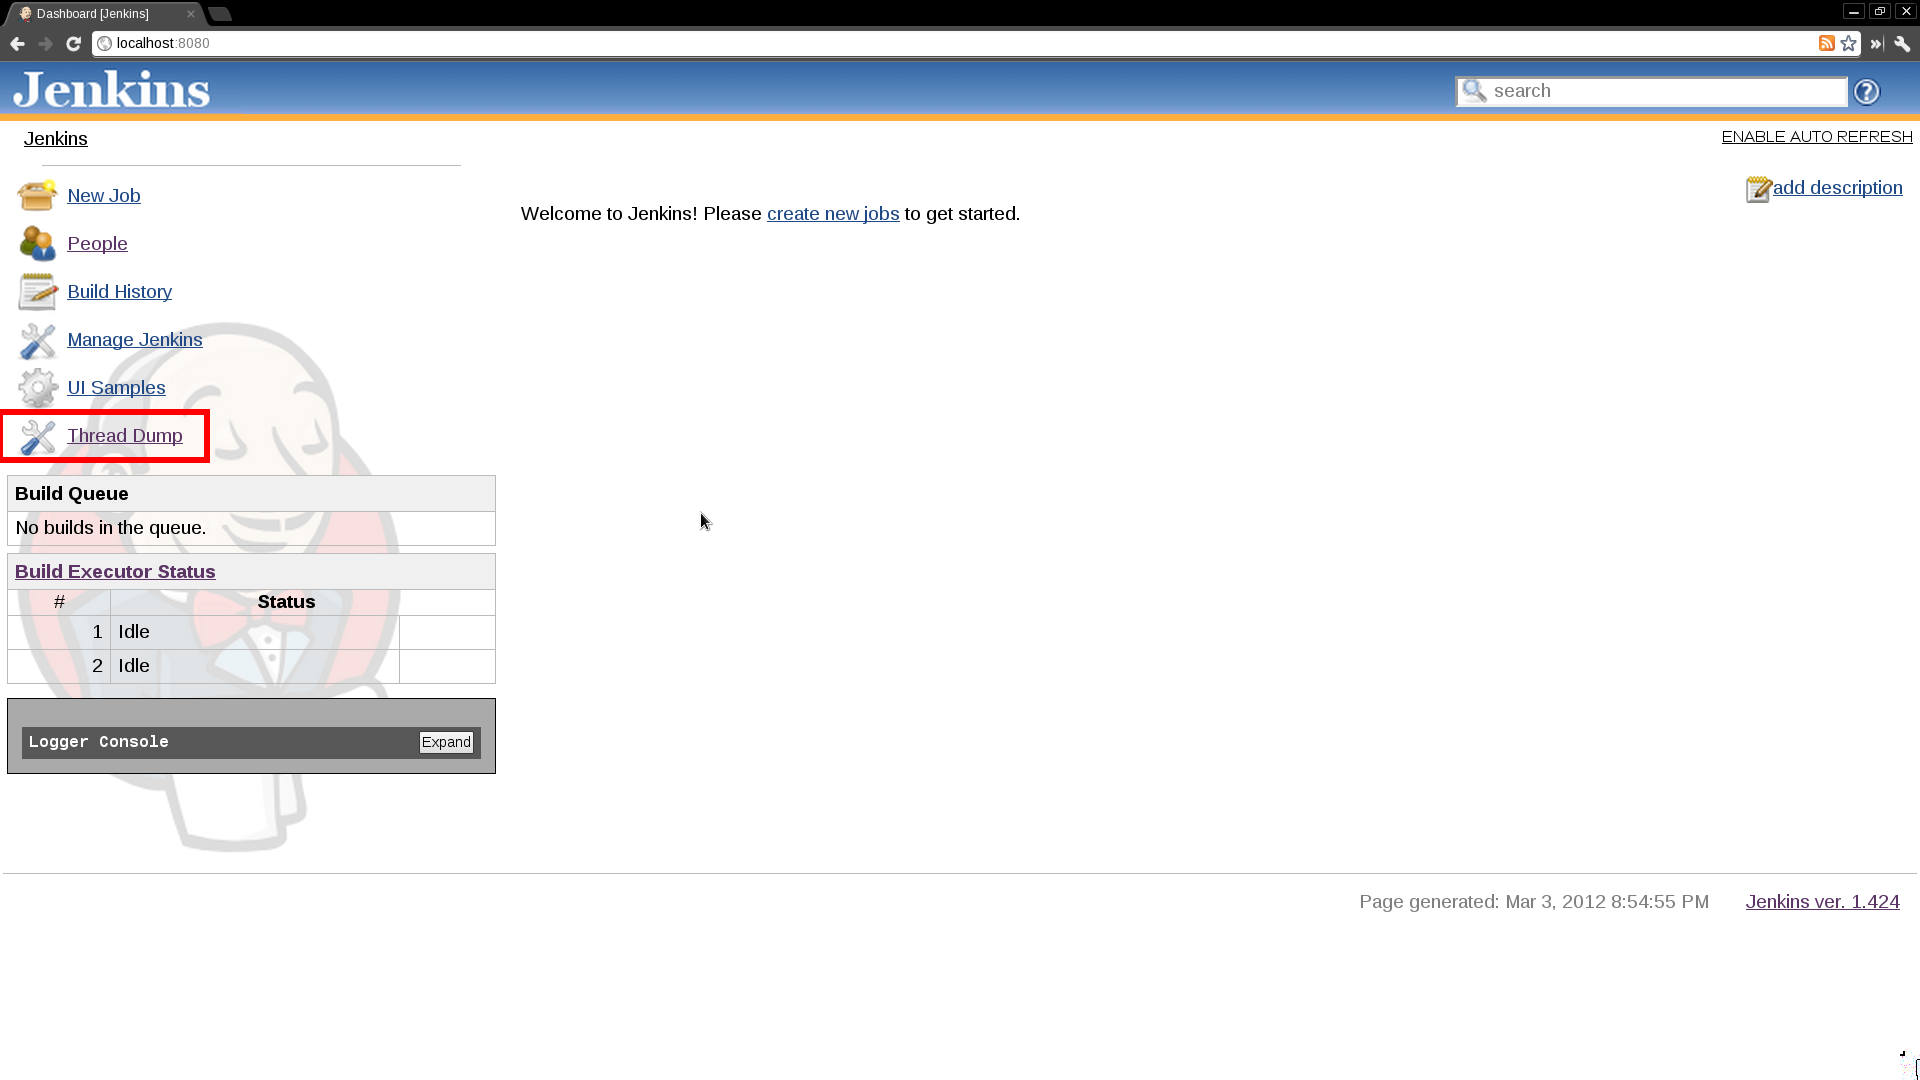 Dashboard [Jenkins]
localhost:8080
Jenkins
search
Jenkins
ENABLE AUTO REFRESH
New Job
add description
Welcome to Jenkins! Please create new jobs to get started.
People
Build History
Manage Jenkins
UI Samples
Thread Dump
Build Queue
No builds in the queue.
Build Executor Status
# Status
1 Idle
2 Idle
Logger Console Expand
Page generated: Mar 3, 2012 8:54:55 PM Jenkins ver. 1.424